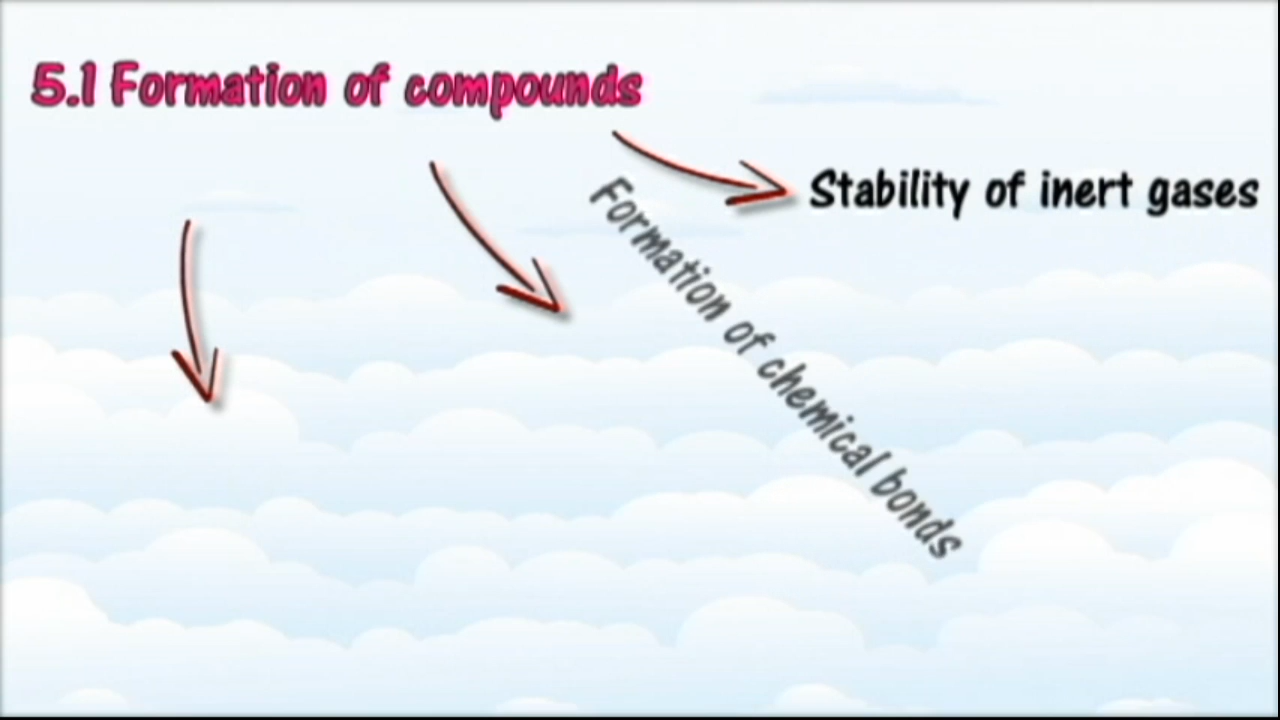 5.1 Formation of compounds
Stability of inert gases
Formation of chemical bonds